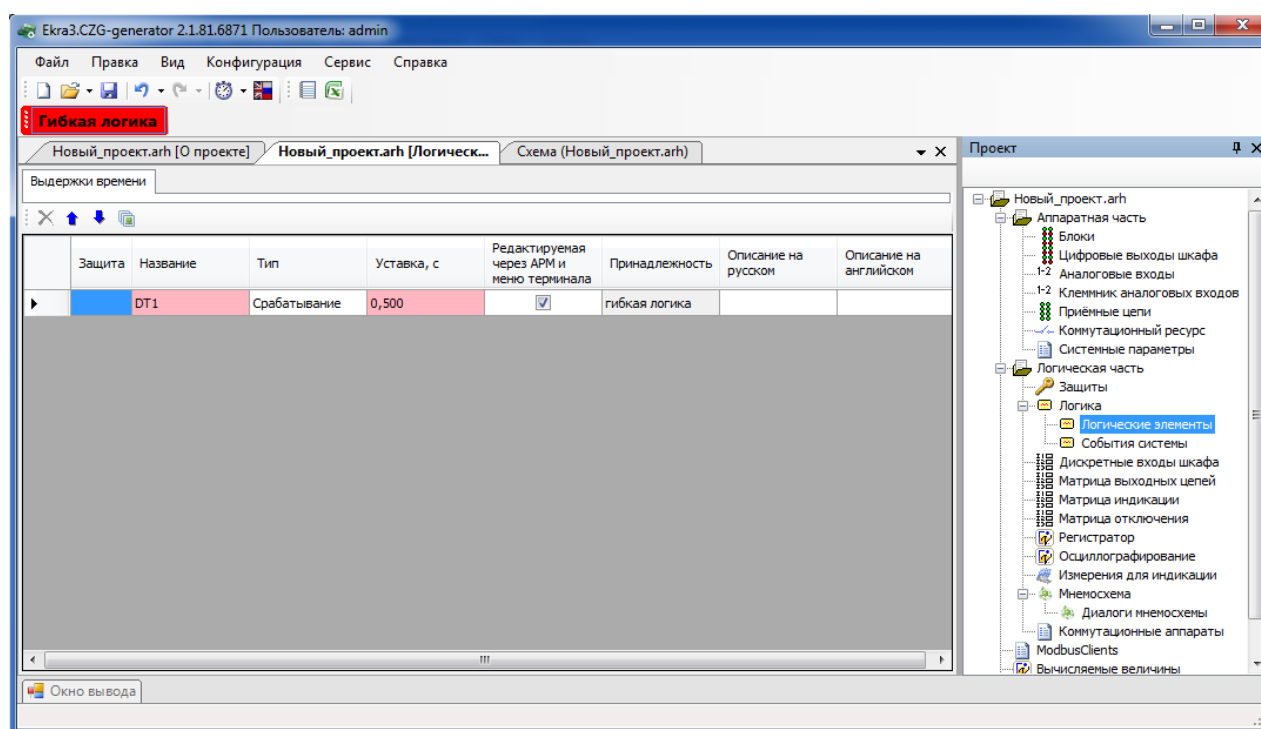 Ekra3.CZG-generator 2.1.81.6871 Пользователь: admin
Файл Правка Вид Конфигурация Сервис Справка
Гибкая логика
Новый_проект.arh [О проекте] Новый_проект.arh [Логическ... Схема (Новый_проект.arh)
Выдержки времени
Защита Название Тип Уставка, с Редактируемая через АРМ и меню терминала Принадлежность Описание на русском Описание на английском
DT1 Срабатывание 0,500 гибкая логика
Окно вывода
Проект
Новый_проект.arh
Аппаратная часть
Блоки
Цифровые выходы шкафа
1-2 Аналоговые входы
1-2 Клеммник аналоговых входов
Приёмные цепи
Коммутационный ресурс
Системные параметры
Логическая часть
Защиты
Логика
Логические элементы
События системы
Дискретные входы шкафа
Матрица выходных цепей
Матрица индикации
Матрица отключения
Регистратор
Осциллографирование
Измерения для индикации
Мнемосхема
Диалоги мнемосхемы
Коммутационные аппараты
ModbusClients
Вычисляемые величины